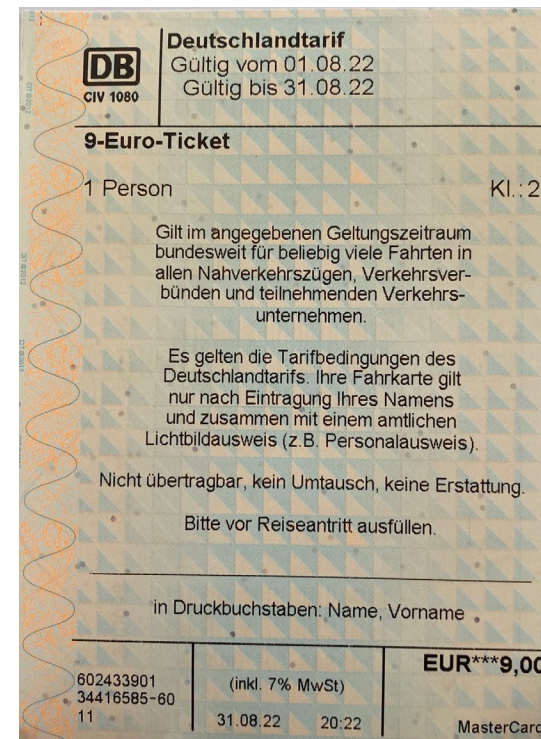 DB
CIV 1080
Deutschlandtarif
Gültig vom 01.08.22
Gültig bis 31.08.22
9-Euro-Ticket
1 Person Kl.: 2
Gilt im angegebenen Geltungszeitraum
bundesweit für beliebig viele Fahrten in
allen Nahverkehrszügen, Verkehrsver-
bünden und teilnehmenden Verkehrs-
unternehmen.
Es gelten die Tarifbedingungen des
Deutschlandtarifs. Ihre Fahrkarte gilt
nur nach Eintragung Ihres Namens
und zusammen mit einem amtlichen
Lichtbildausweis (z.B. Personalausweis).
Nicht übertragbar, kein Umtausch, keine Erstattung.
Bitte vor Reiseantritt ausfüllen.
in Druckbuchstaben: Name, Vorname
602433901
34416585-60
11
(inkl. 7% MwSt)
31.08.22 20:22
EUR***9,00
MasterCard